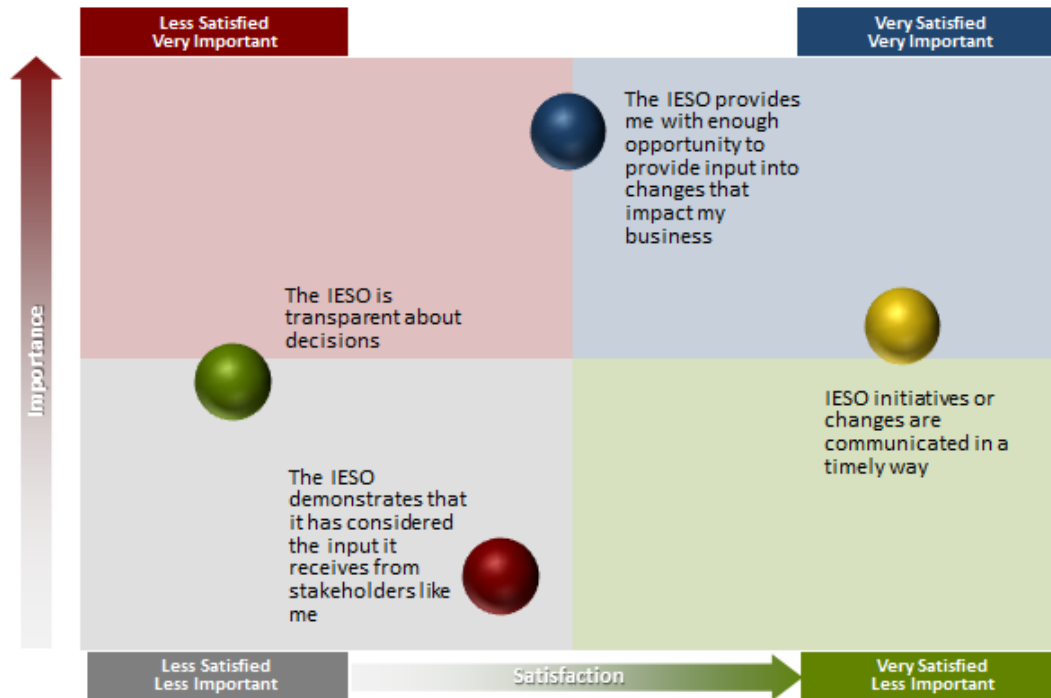 Less Satisfied
Very Important
Very Satisfied
Very Important
The IESO provides
me with enough
opportunity to
provide input into
changes that
impact my
business
The IESO is
transparent about
decisions
Importance
IESO initiatives or
changes are
communicated in a
timely way
The IESO
demonstrates that
it has considered
the input it
receives from
stakeholders like
me
Less Satisfied
Less Important
Satisfaction
Very Satisfied
Less Important